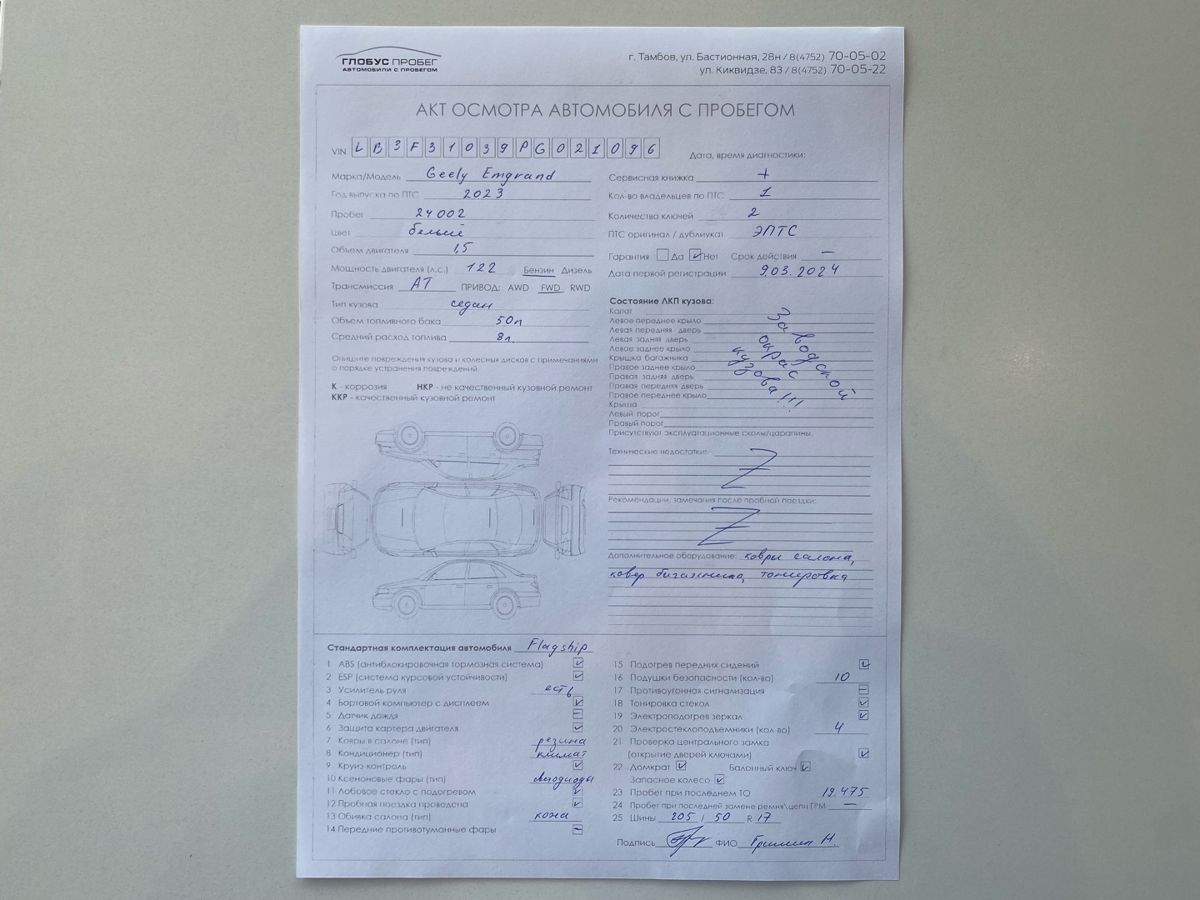 ГЛОБУС ПРОБЕГ
АВТОМОБИЛИ С ПРОБЕГОМ
г. Тамбов, ул. Бастионная, 28н / 8(4752) 70-05-02
ул. Киквидзе, 83 / 8(4752) 70-05-22
АКТ ОСМОТРА АВТОМОБИЛЯ С ПРОБЕГОМ
VIN LB3F31039PG021096
Дата, время диагностики:
Марка/Модель Geely Emgrand
Год выпуска по ПТС 2023
Пробег 24002
Цвет белый
Объем двигателя 1,5
Мощность двигателя (л.с.) 122 Бензин Дизель
Трансмиссия АТ ПРИВОД: AWD FWD RWD
Тип кузова седан
Объем топливного бака 50л
Средний расход топлива 8л.
Опишите повреждения кузова и колесных дисков с примечаниями
о порядке устранения повреждений
К - коррозия НКР - не качественный кузовной ремонт
ККР - качественный кузовной ремонт
Сервисная книжка +
Кол-во владельцев по ПТС 1
Количество ключей 2
ПТС оригинал / дубликат ЭПТС
Гарантия Да Нет Срок действия —
Дата первой регистрации 9.03.2024
Состояние ЛКП кузова:
Капот
Левое переднее крыло
Левая передняя дверь
Левая задняя дверь
Левое заднее крыло
Крышка багажника
Правое заднее крыло
Правая задняя дверь
Правая передняя дверь
Правое переднее крыло
Крыша
Левый порог
Правый порог
Заводской
окрас
кузова!!!
Присутствуют эксплуатационные сколы/царапины.
Технические недостатки: Z
Рекомендации, замечания после пробной поездки:
Z
Дополнительное оборудование: ковры салона,
ковер багажника, тонировка
Стандартная комплектация автомобиля Flagship
1 ABS (антиблокировочная тормозная система)
2 ESP (система курсовой устойчивости)
3 Усилитель руля есть
4 Бортовой компьютер с дисплеем
5 Датчик дождя —
6 Защита картера двигателя
7 Ковры в салоне (тип) резина
8 Кондиционер (тип) климат
9 Круиз контроль
10 Ксеноновые фары (тип) светодиоды
11 Лобовое стекло с подогревом
12 Пробная поездка проведена
13 Обивка салона (тип) кожа
14 Передние противотуманные фары —
15 Подогрев передних сидений
16 Подушки безопасности (кол-во) 10
17 Противоугонная сигнализация —
18 Тонировка стекол
19 Электроподогрев зеркал
20 Электростеклоподъемники (кол-во) 4
21 Проверка центрального замка
(открытие дверей ключами)
22 Домкрат Балонный ключ
Запасное колесо
23 Пробег при последнем ТО 19.475
24 Пробег при последней замене ремня\цепи ГРМ —
25 Шины 205 / 50 R 17
Подпись ФИО Н.